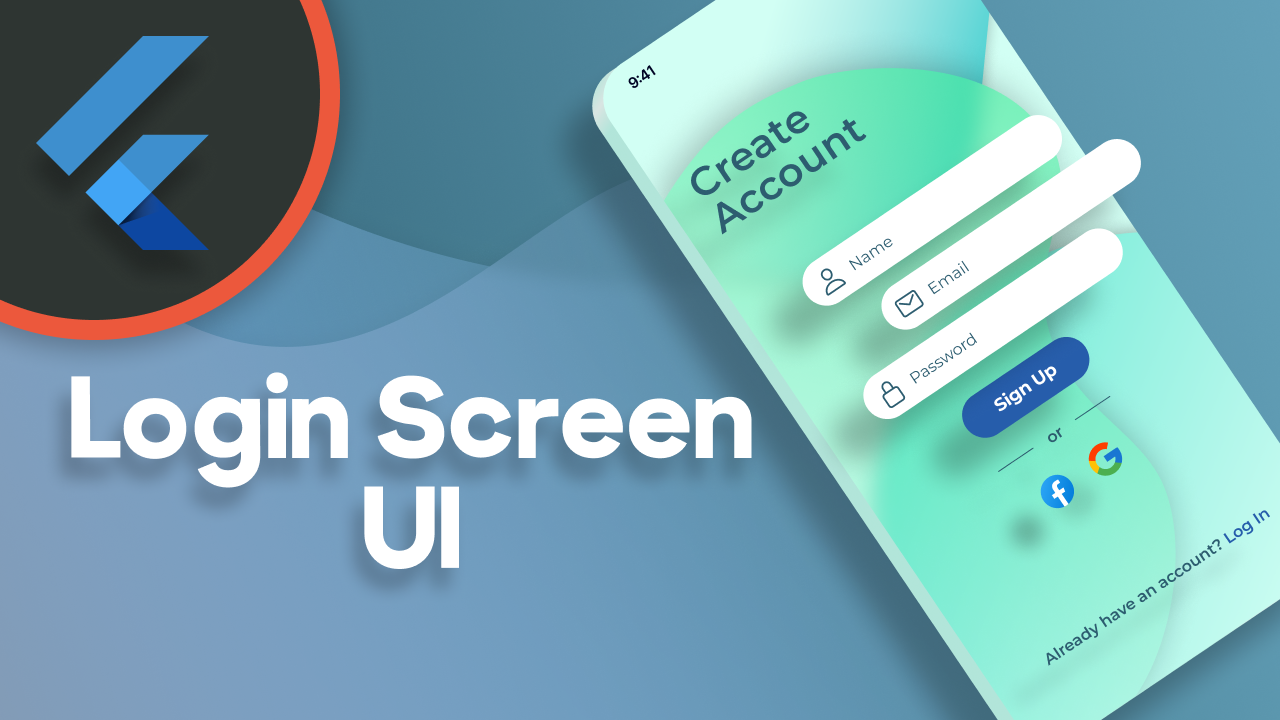 Login Screen
UI
9:41
Create
Account
Name
Email
Password
Sign Up
or
Already have an account? Log In